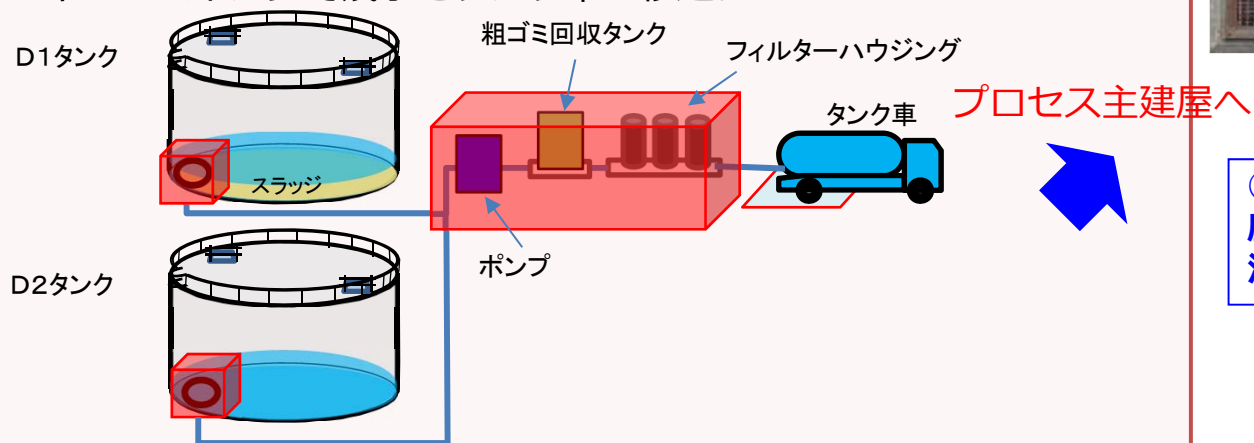 粗ゴミ回収タンク
D1タンク
フィルターハウジング
タンク車
プロセス主建屋へ
スラッジ
ポンプ
D2タンク